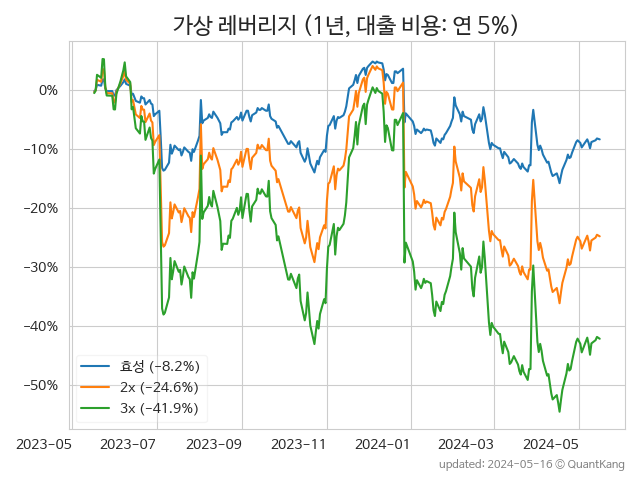 가상 레버리지 (1년, 대출 비용: 연 5%)
0%
−10%
−20%
−30%
−40%
−50%
효성 (−8.2%)
2x (−24.6%)
3x (−41.9%)
2023-05 2023-07 2023-09 2023-11 2024-01 2024-03 2024-05
updated: 2024-05-16 © QuantKang